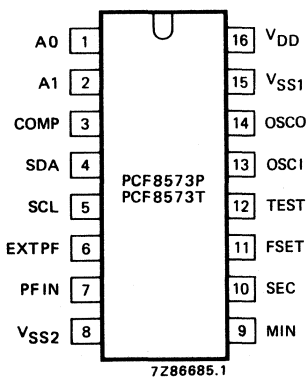 A0 1 16 VDD
A1 2 15 VSS1
COMP 3 14 OSCO
SDA 4 13 OSCI
PCF8573P
PCF8573T
SCL 5 12 TEST
EXTPF 6 11 FSET
PFIN 7 10 SEC
VSS2 8 9 MIN
7Z86685.1